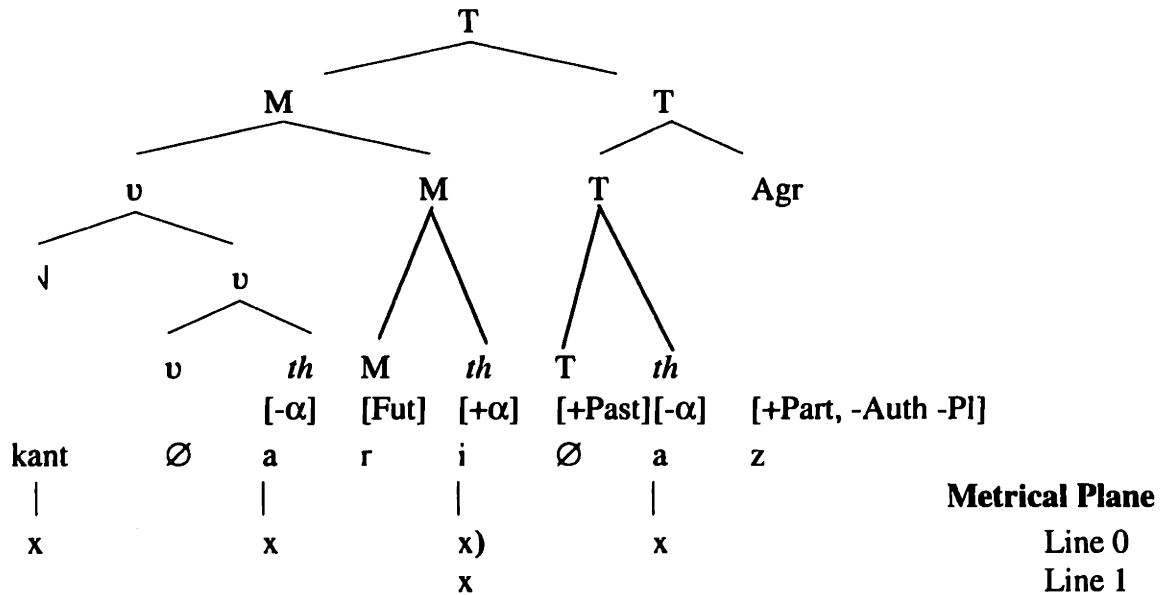 T
M T
υ M T Agr
√ υ
υ th M th T th
[-α] [Fut] [+α] [+Past][-α] [+Part, -Auth -Pl]
kant Ø a r i Ø a z
Metrical Plane
x x x) x Line 0
x Line 1